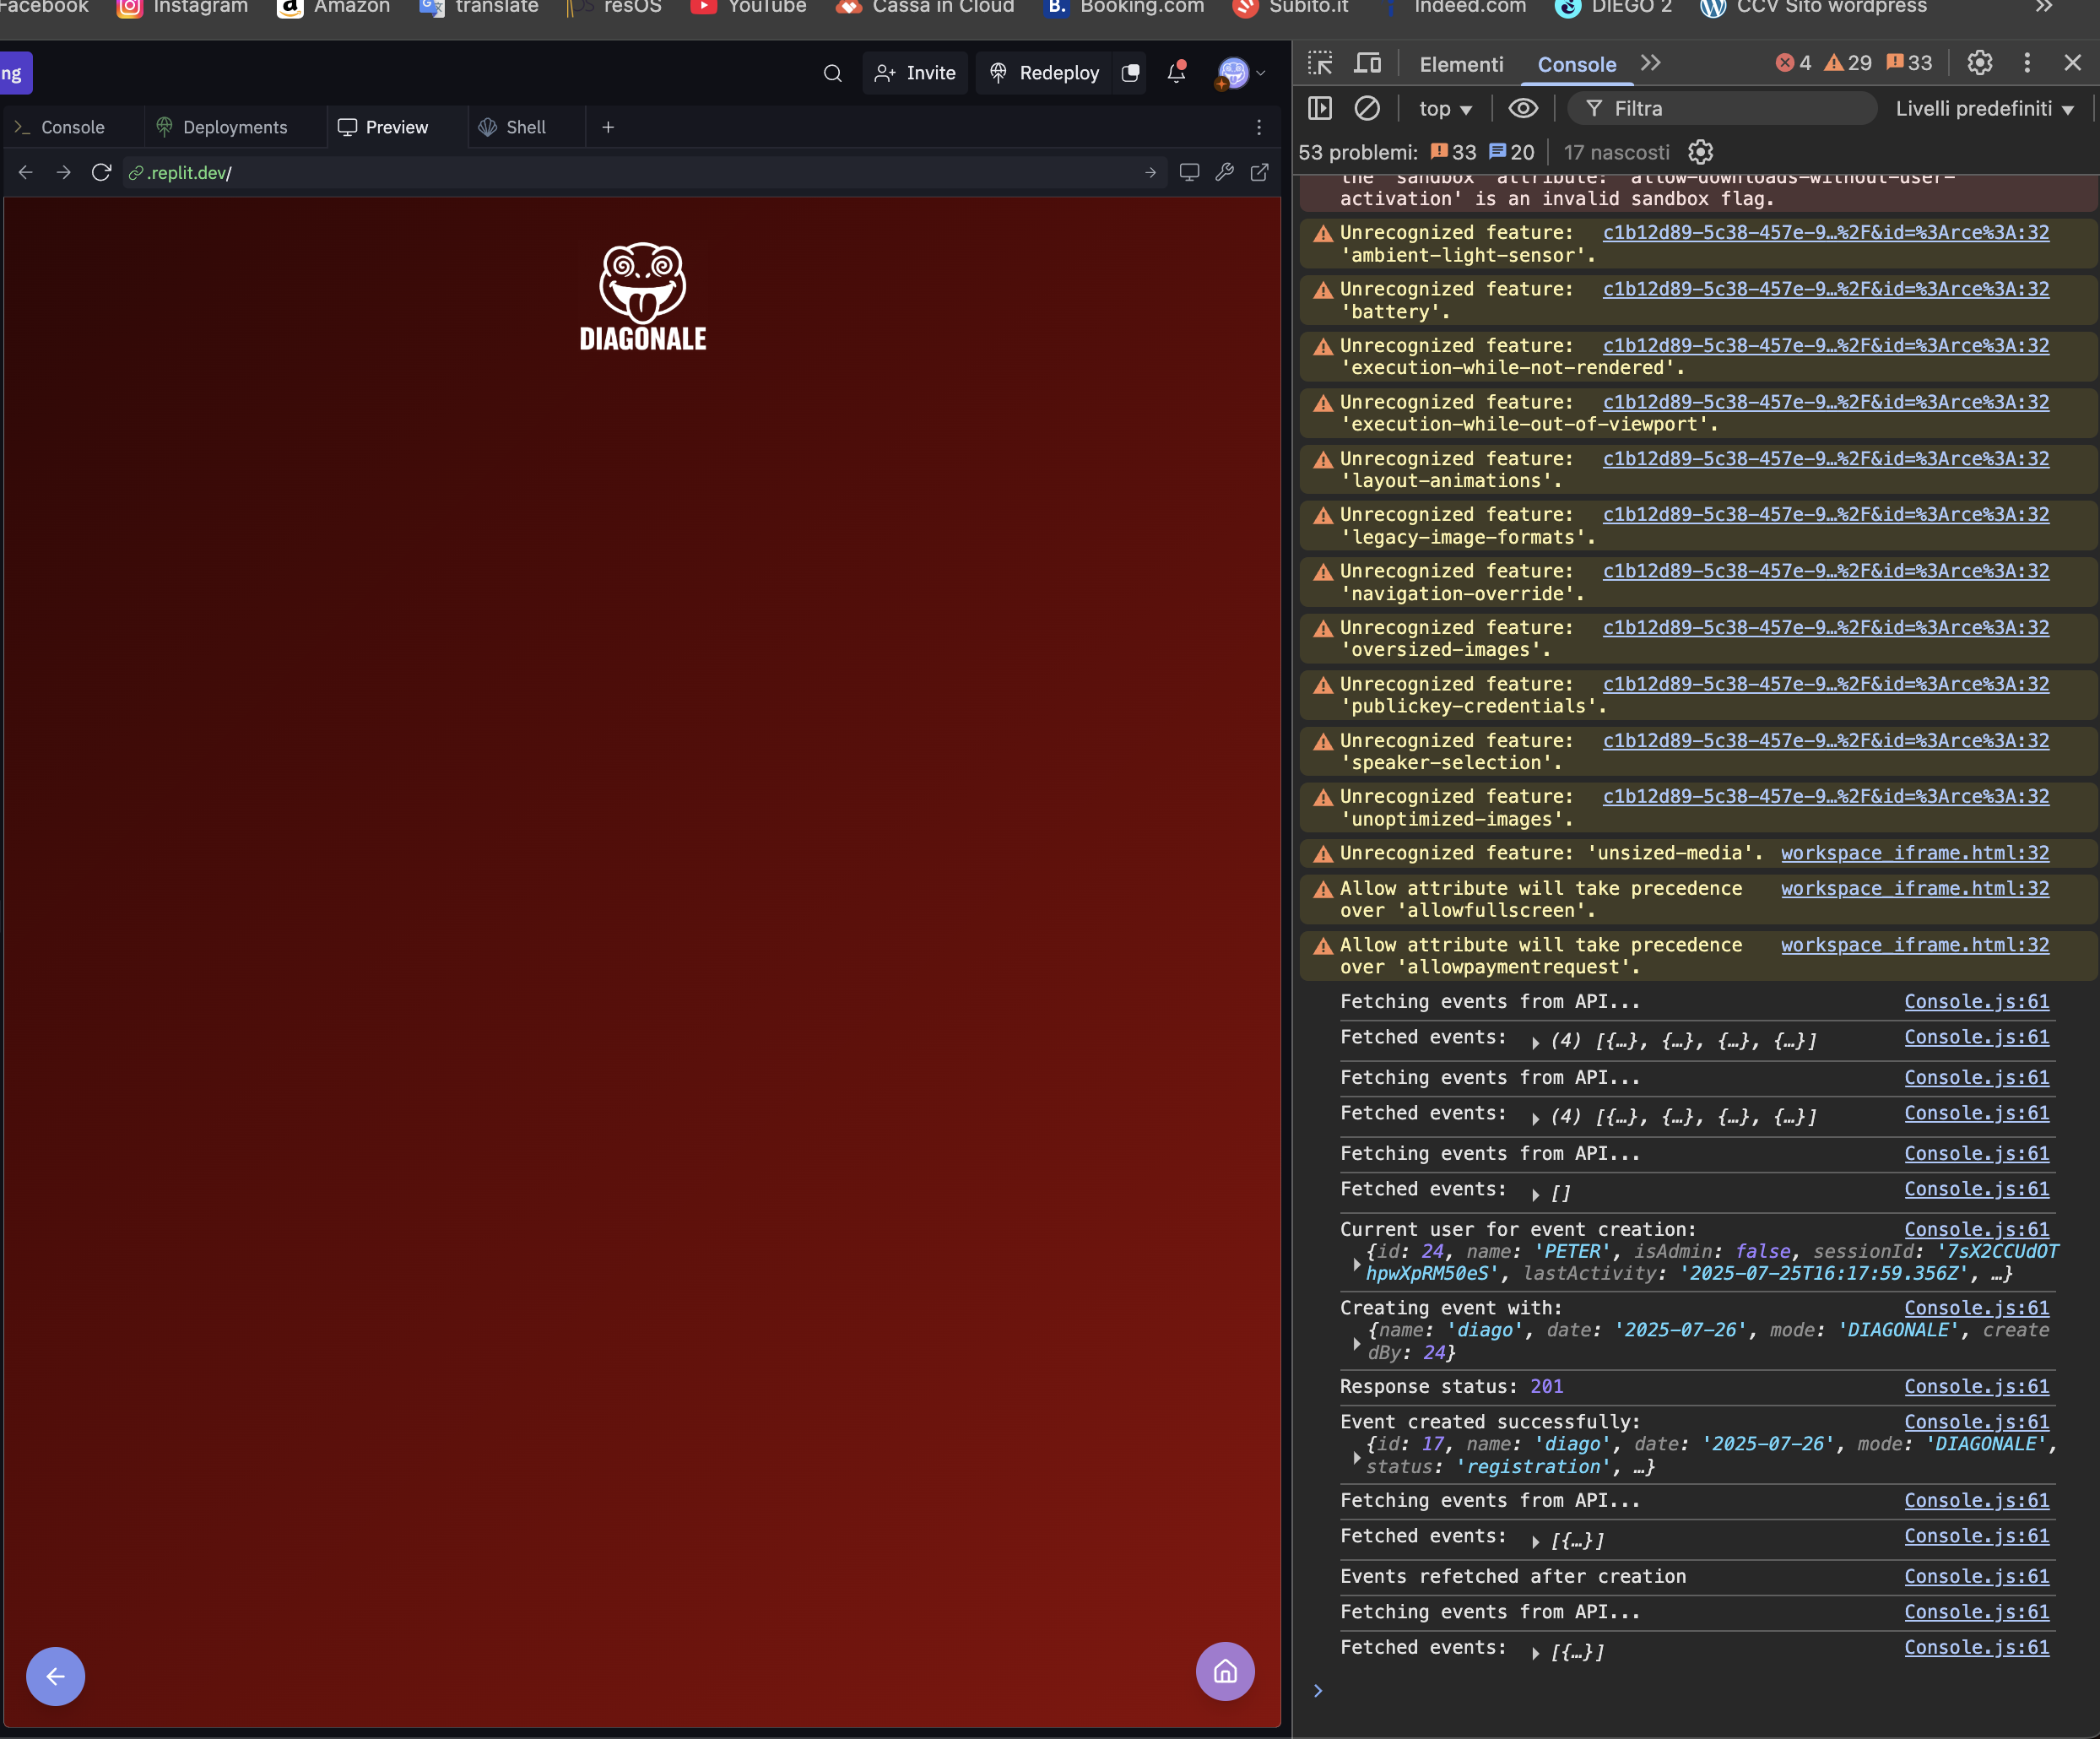 Facebook Instagram Amazon translate resOS YouTube Cassa in Cloud Booking.com Subito.it Indeed.com DIEGO 2 CCV Sito wordpress
ng Invite Redeploy
Console Deployments Preview Shell
.replit.dev/
DIAGONALE
Elementi Console 4 29 33
top Filtra Livelli predefiniti
53 problemi: 33 20 17 nascosti
the 'sandbox' attribute: 'allow-downloads-without-user-
activation' is an invalid sandbox flag.
Unrecognized feature: c1b12d89-5c38-457e-9…%2F&id=%3Arce%3A:32
'ambient-light-sensor'.
Unrecognized feature: c1b12d89-5c38-457e-9…%2F&id=%3Arce%3A:32
'battery'.
Unrecognized feature: c1b12d89-5c38-457e-9…%2F&id=%3Arce%3A:32
'execution-while-not-rendered'.
Unrecognized feature: c1b12d89-5c38-457e-9…%2F&id=%3Arce%3A:32
'execution-while-out-of-viewport'.
Unrecognized feature: c1b12d89-5c38-457e-9…%2F&id=%3Arce%3A:32
'layout-animations'.
Unrecognized feature: c1b12d89-5c38-457e-9…%2F&id=%3Arce%3A:32
'legacy-image-formats'.
Unrecognized feature: c1b12d89-5c38-457e-9…%2F&id=%3Arce%3A:32
'navigation-override'.
Unrecognized feature: c1b12d89-5c38-457e-9…%2F&id=%3Arce%3A:32
'oversized-images'.
Unrecognized feature: c1b12d89-5c38-457e-9…%2F&id=%3Arce%3A:32
'publickey-credentials'.
Unrecognized feature: c1b12d89-5c38-457e-9…%2F&id=%3Arce%3A:32
'speaker-selection'.
Unrecognized feature: c1b12d89-5c38-457e-9…%2F&id=%3Arce%3A:32
'unoptimized-images'.
Unrecognized feature: 'unsized-media'. workspace_iframe.html:32
Allow attribute will take precedence workspace_iframe.html:32
over 'allowfullscreen'.
Allow attribute will take precedence workspace_iframe.html:32
over 'allowpaymentrequest'.
Fetching events from API... Console.js:61
Fetched events: (4) [{…}, {…}, {…}, {…}] Console.js:61
Fetching events from API... Console.js:61
Fetched events: (4) [{…}, {…}, {…}, {…}] Console.js:61
Fetching events from API... Console.js:61
Fetched events: [] Console.js:61
Current user for event creation: Console.js:61
{id: 24, name: 'PETER', isAdmin: false, sessionId: '7sX2CCUdOT
hpwXpRM50eS', lastActivity: '2025-07-25T16:17:59.356Z', …}
Creating event with: Console.js:61
{name: 'diago', date: '2025-07-26', mode: 'DIAGONALE', create
dBy: 24}
Response status: 201 Console.js:61
Event created successfully: Console.js:61
{id: 17, name: 'diago', date: '2025-07-26', mode: 'DIAGONALE',
status: 'registration', …}
Fetching events from API... Console.js:61
Fetched events: [{…}] Console.js:61
Events refetched after creation Console.js:61
Fetching events from API... Console.js:61
Fetched events: [{…}] Console.js:61